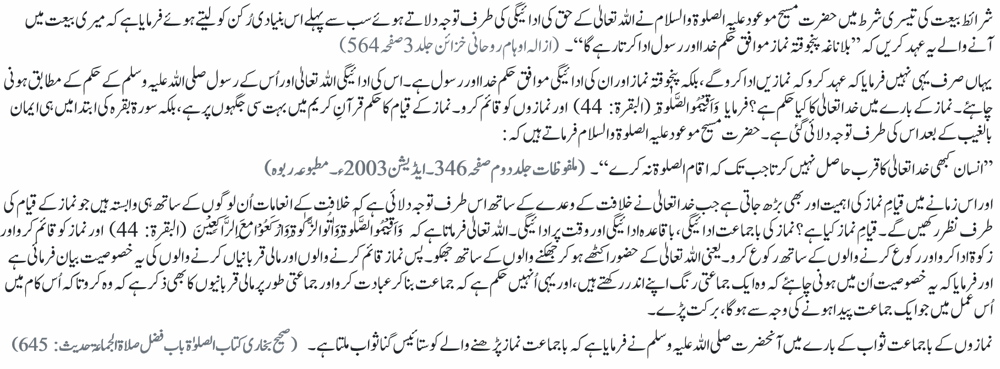 شرائط بیعت کی تیسری شرط میں حضرت مسیح موعود علیہ الصلوۃ والسلام نے اللہ تعالیٰ کے حق کی ادائیگی کی طرف توجہ دلاتے ہوئے سب سے پہلے اس بنیادی رُکن کو لیتے ہوئے فرمایا ہے کہ میری بیعت میں
آنے والے یہ عہد کریں کہ ’’بلاناغہ پنجوقتہ نماز موافق حکم خدا اور رسول ادا کرتا رہے گا‘‘۔ (ازالہ اوہام روحانی خزائن جلد 3صفحہ 564)
یہاں صرف یہی نہیں فرمایا کہ عہد کرو کہ نمازیں ادا کرو گے، بلکہ پنجوقتہ نماز اور ان کی ادائیگی موافق حکم خدا اور رسول ہے۔ اس کی ادائیگی اللہ تعالیٰ اور اُس کے رسول صلی اللہ علیہ وسلم کے حکم کے مطابق ہونی
چاہئے۔ نماز کے بارے میں خدا تعالیٰ کا کیا حکم ہے؟ فرمایا وَاَقِیْمُوا الصَّلٰوۃَ (البقرۃ: 44) اور نمازوں کو قائم کرو۔ نماز کے قیام کا حکم قرآنِ کریم میں بہت سی جگہوں پر ہے، بلکہ سورۃ بقرہ کی ابتدا میں ہی ایمان
بالغیب کے بعد اس کی طرف توجہ دلائی گئی ہے۔ حضرت مسیح موعود علیہ الصلوۃ والسلام فرماتے ہیں کہ:
’’انسان کبھی خدا تعالیٰ کا قرب حاصل نہیں کرتا جب تک کہ اقام الصلوۃ نہ کرے‘‘۔ (ملفوظات جلد دوم صفحہ 346۔ ایڈیشن 2003ء۔ مطبوعہ ربوہ)
اور اس زمانے میں قیامِ نماز کی اہمیت اور بھی بڑھ جاتی ہے جب خدا تعالیٰ نے خلافت کے وعدے کے ساتھ اس طرف توجہ دلائی ہے کہ خلافت کے انعامات اُن لوگوں کے ساتھ ہی وابستہ ہیں جو نماز کے قیام کی
طرف نظر رکھیں گے۔ قیامِ نماز کیا ہے؟ نماز کی باجماعت ادائیگی، باقاعدہ ادائیگی اور وقت پر ادائیگی۔ اللہ تعالیٰ فرماتا ہے کہ وَاَقِیْمُوا الصَّلٰوۃَ وَاٰتُوا الزَّکٰوۃَ وَارْکَعُوْا مَعَ الرّٰکِعِیْنَ (البقرۃ: 44) اور نماز کو قائم کرو اور
زکوۃ ادا کرو اور رکوع کرنے والوں کے ساتھ رکوع کرو۔ یعنی اللہ تعالیٰ کے حضور اکٹھے ہو کر جھکنے والوں کے ساتھ جھکو۔ پس نماز قائم کرنے والوں اور مالی قربانیاں کرنے والوں کی یہ خصوصیت بیان فرمائی ہے
اور فرمایا کہ یہ خصوصیت اُن میں ہونی چاہئے کہ وہ ایک جماعتی رنگ اپنے اندر رکھتے ہیں، اور یہی اُنہیں حکم ہے کہ جماعت بنا کر عبادت کرو اور جماعتی طور پر مالی قربانیوں کا بھی ذکر ہے کہ وہ کرو تا کہ اُس کام میں
اُس عمل میں جو ایک جماعت پیدا ہونے کی وجہ سے ہو گا، برکت پڑے۔
نمازوں کے باجماعت ثواب کے بارے میں آنحضرت صلی اللہ علیہ وسلم نے فرمایا ہے کہ باجماعت نماز پڑھنے والے کو ستائیس گنا ثواب ملتا ہے۔ (صحیح بخاری کتاب الصلوٰۃ باب فضل صلاۃ الجماعۃ حدیث: 645)